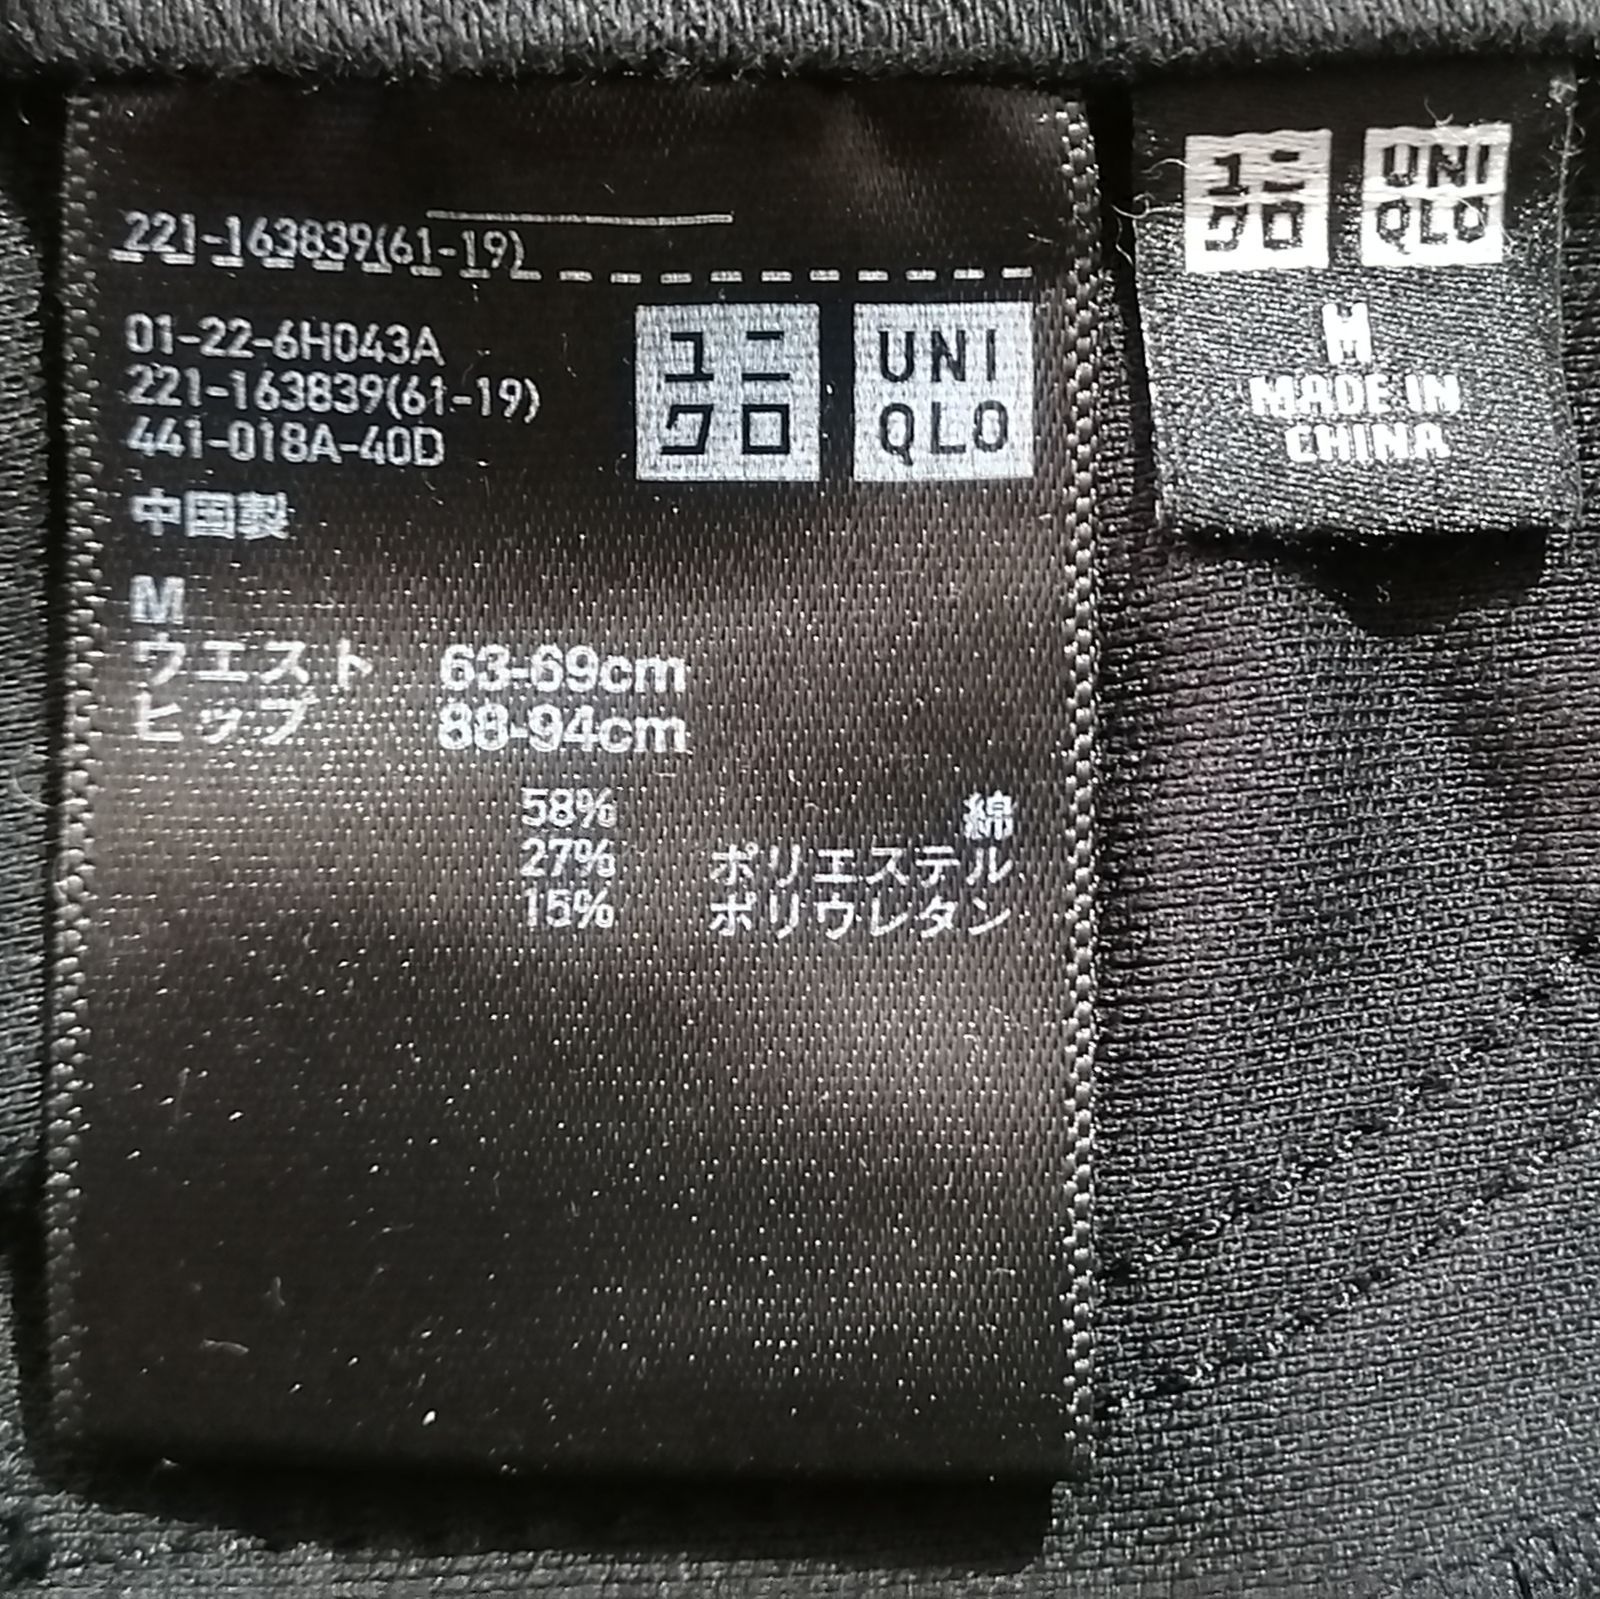 221-163839(61-19)
01-22-6H043A
221-163839(61-19)
441-018A-40D
ユニ
クロ
UNI
QLO
中国製
M
ウエスト 63-69cm
ヒップ 88-94cm
58% 綿
27% ポリエステル
15% ポリウレタン
ユニ
クロ
UNI
QLO
M
MADE IN
CHINA